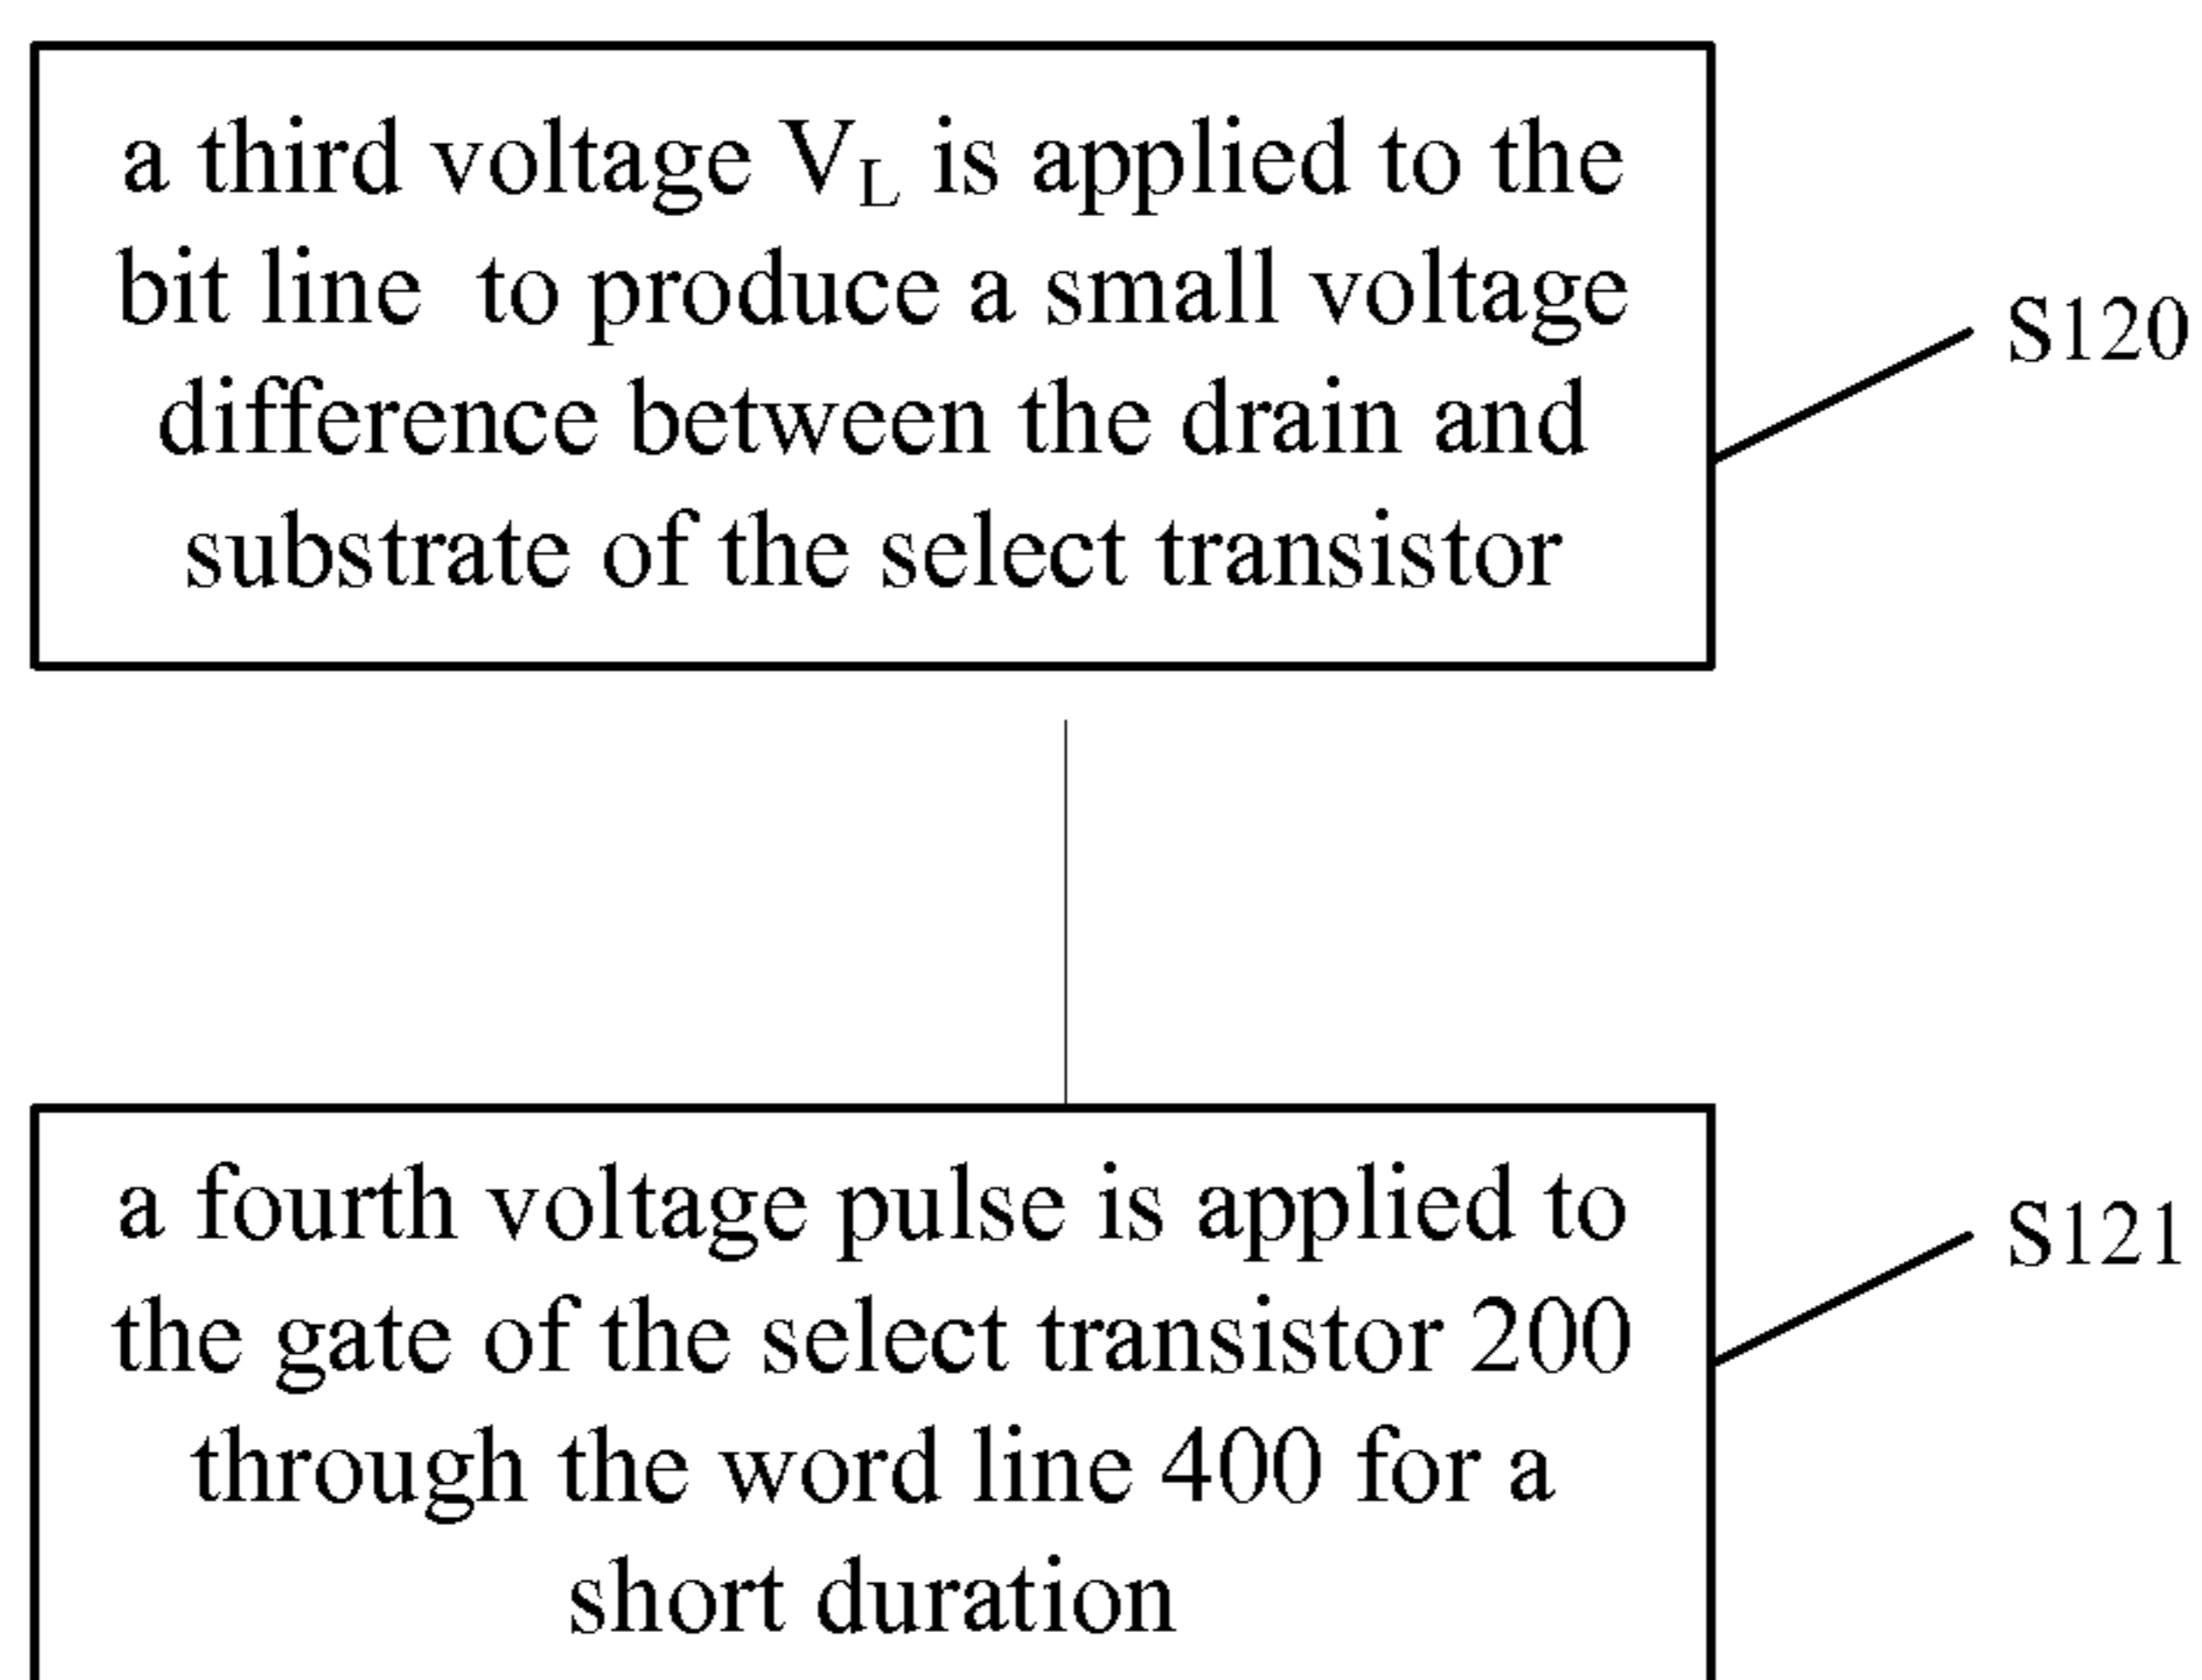 a third voltage V_L is applied to the
bit line to produce a small voltage
difference between the drain and
substrate of the select transistor
S120
a fourth voltage pulse is applied to
the gate of the select transistor 200
through the word line 400 for a
short duration
S121